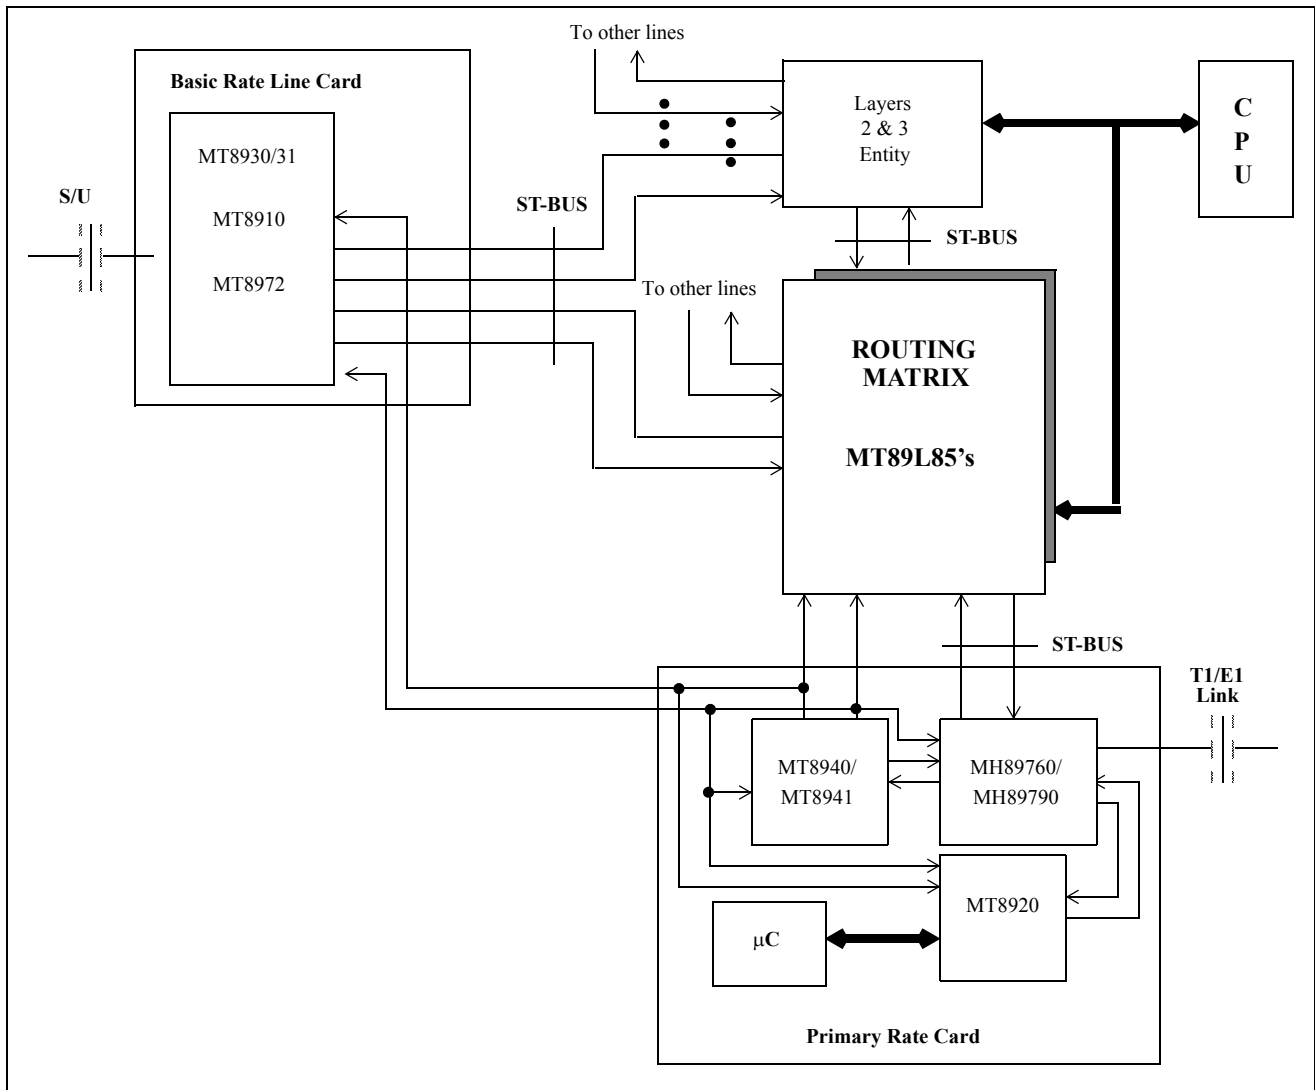 To other lines
Basic Rate Line Card
MT8930/31
MT8910
MT8972
S/U
ST-BUS
Layers
2 & 3
Entity
C
P
U
ST-BUS
To other lines
ROUTING
MATRIX
MT89L85's
ST-BUS
T1/E1
Link
MT8940/
MT8941
MH89760/
MH89790
MT8920
μC
Primary Rate Card